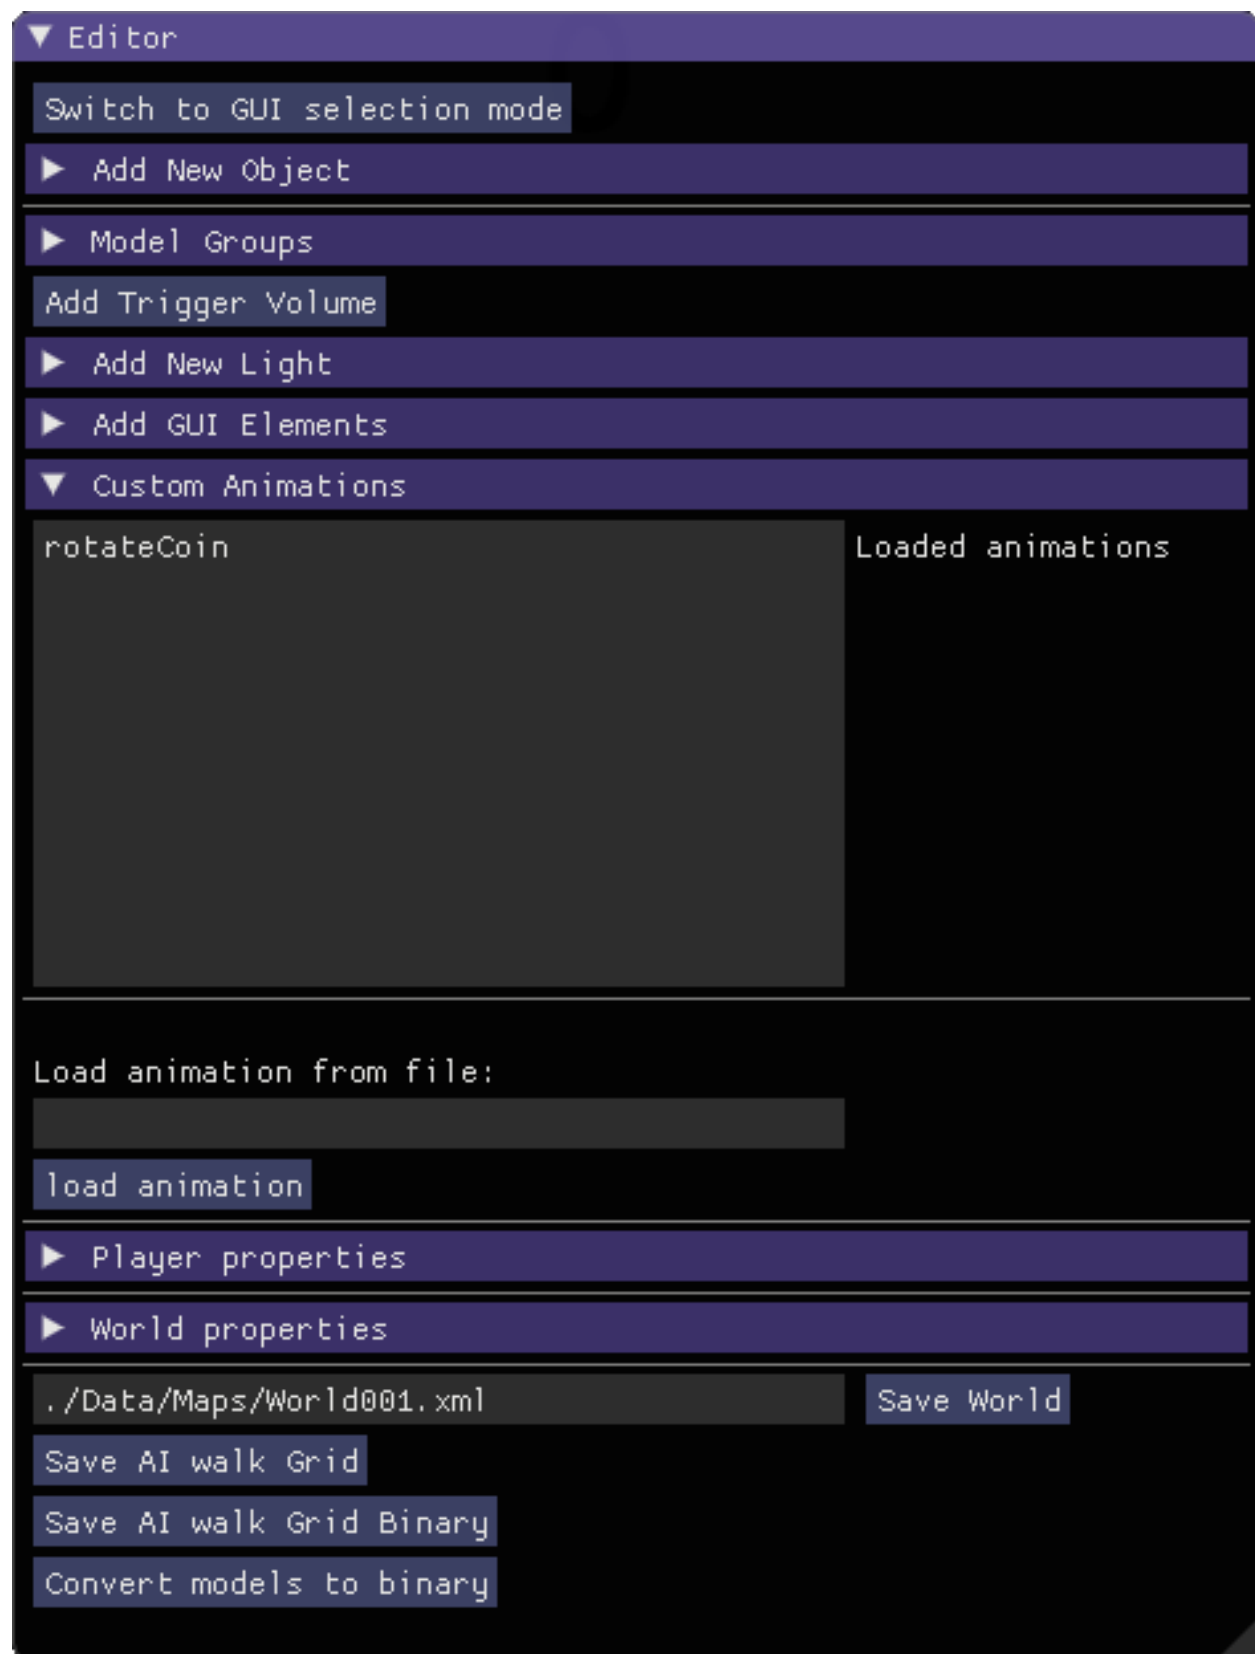 Editor
Switch to GUI selection mode
Add New Object
Model Groups
Add Trigger Volume
Add New Light
Add GUI Elements
Custom Animations
rotateCoin Loaded animations
Load animation from file:
load animation
Player properties
World properties
./Data/Maps/World001.xml Save World
Save AI walk Grid
Save AI walk Grid Binary
Convert models to binary